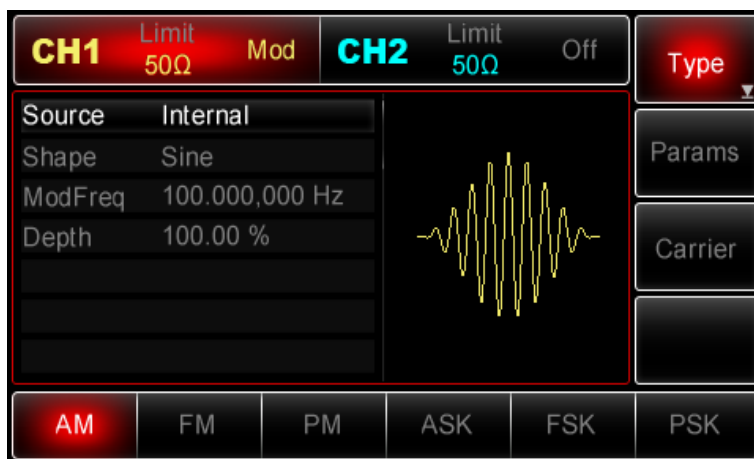 CH1 Limit 50Ω Mod CH2 Limit 50Ω Off
Type
Source Internal
Shape Sine
ModFreq 100.000,000 Hz
Depth 100.00 %
Params
Carrier
AM FM PM ASK FSK PSK